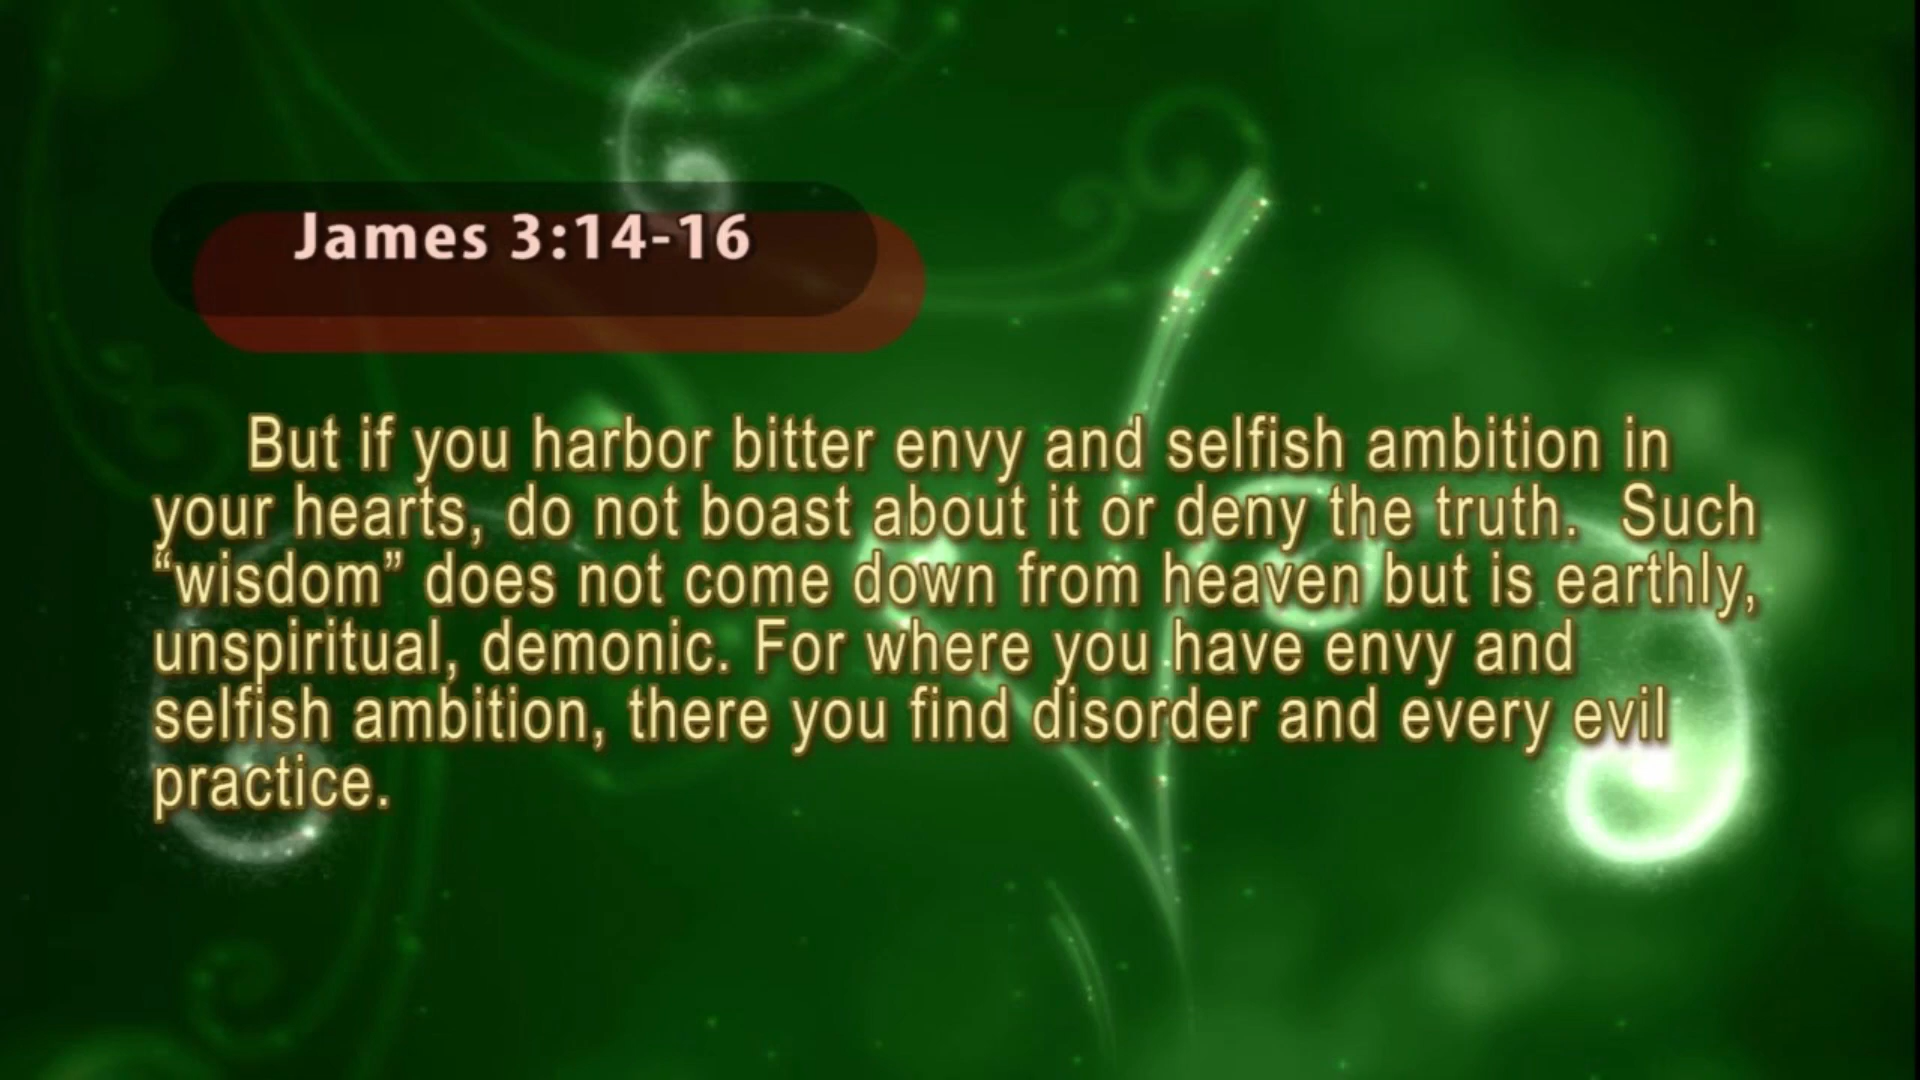 James 3:14-16
But if you harbor bitter envy and selfish ambition in
your hearts, do not boast about it or deny the truth.  Such
“wisdom” does not come down from heaven but is earthly,
unspiritual, demonic. For where you have envy and
selfish ambition, there you find disorder and every evil
practice.